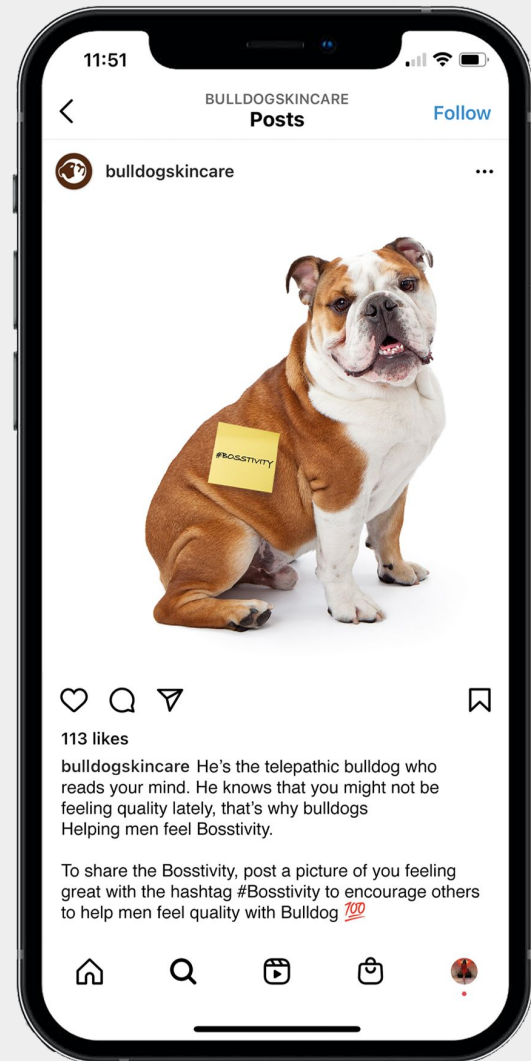 11:51
BULLDOGSKINCARE
Posts
Follow
bulldogskincare
#BOSSTIVITY
113 likes
bulldogskincare He's the telepathic bulldog who
reads your mind. He knows that you might not be
feeling quality lately, that's why bulldogs
Helping men feel Bosstivity.
To share the Bosstivity, post a picture of you feeling
great with the hashtag #Bosstivity to encourage others
to help men feel quality with Bulldog 💯